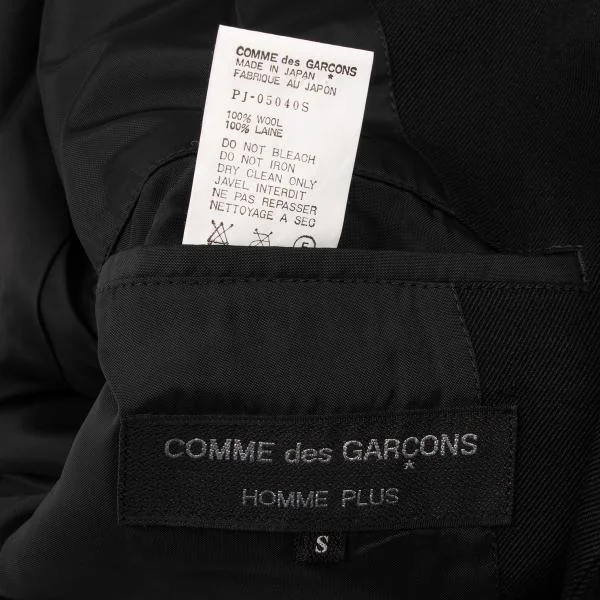 COMME des GARCONS
*
MADE IN JAPAN
FABRIQUE AU JAPON
PJ-05040S
100% WOOL
100% LAINE
DO NOT BLEACH
DO NOT IRON
DRY CLEAN ONLY
JAVEL INTERDIT
NE PAS REPASSER
NETTOYAGE A SEC
COMME des GARÇONS
*
HOMME PLUS
S